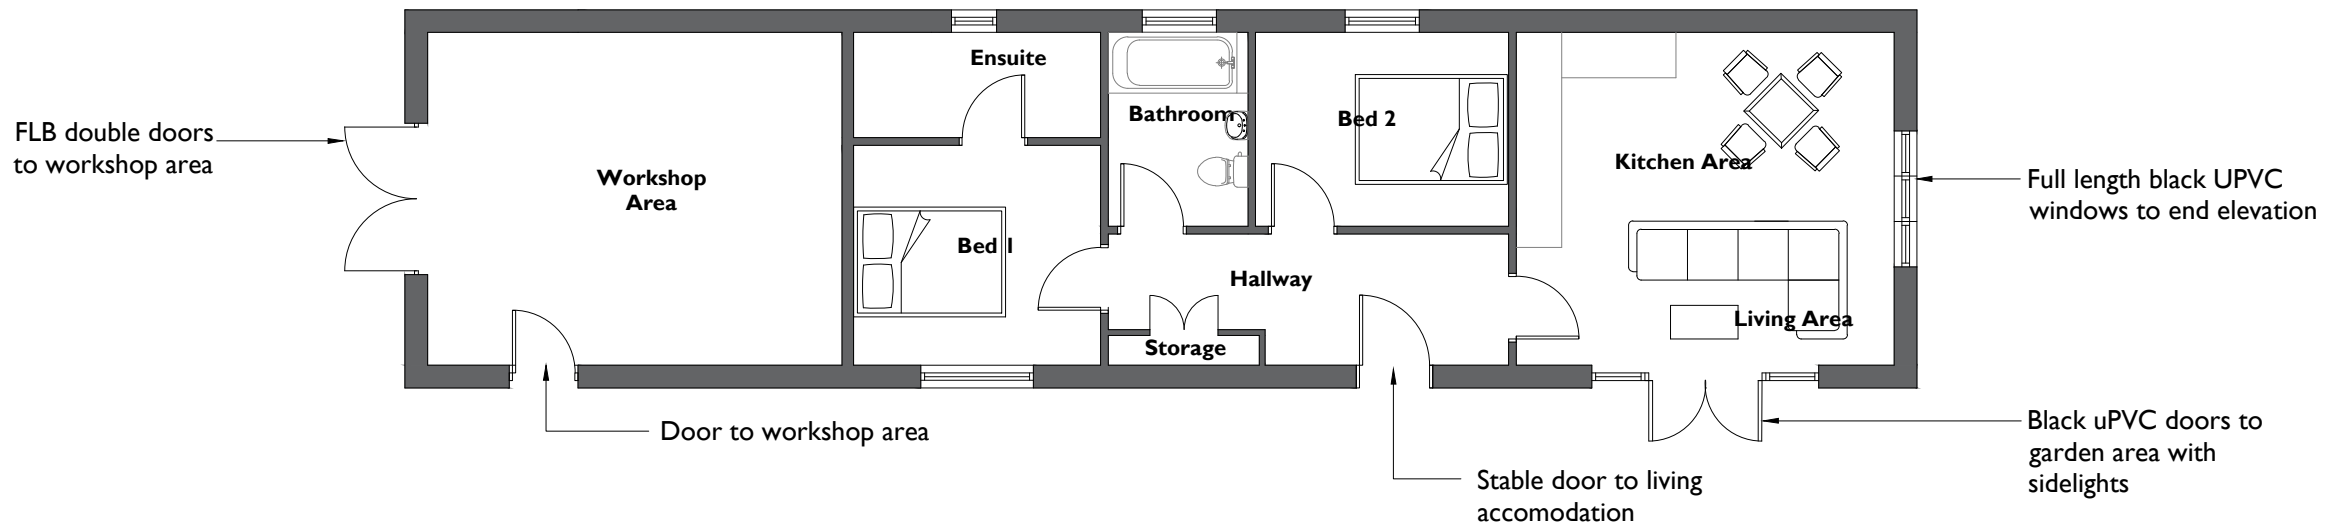 Ensuite
Bathroom
Bed 2
FLB double doors
to workshop area
Workshop
Area
Kitchen Area
Full length black UPVC
windows to end elevation
Bed 1
Hallway
Living Area
Storage
Door to workshop area
Black uPVC doors to
garden area with
sidelights
Stable door to living
accomodation